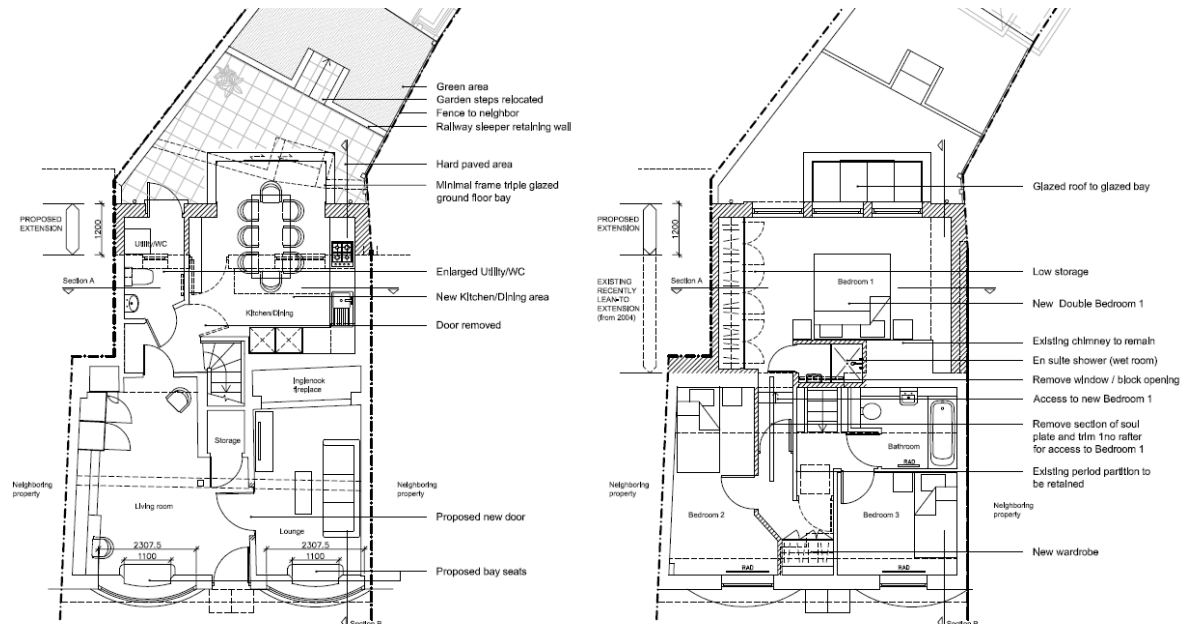 Green area
Garden steps relocated
Fence to neighbor
Railway sleeper retaining wall
Hard paved area
Minimal frame triple glazed
ground floor bay
PROPOSED
EXTENSION
1200
Utility/WC
Section A
Enlarged Utility/WC
New Kitchen/Dining area
Kitchen/Dining
Door removed
Inglenook
fireplace
Storage
Neighboring
property
Living room
Neighboring
property
Proposed new door
Lounge
2307.5
1100
2307.5
1100
Proposed bay seats
Section B
Glazed roof to glazed bay
PROPOSED
EXTENSION
1200
Section A
EXISTING
RECENTLY
LEAN-TO
EXTENSION
(from 2004)
Bedroom 1
Low storage
New Double Bedroom 1
Existing chimney to remain
En suite shower (wet room)
Remove window / block opening
Access to new Bedroom 1
Remove section of soul
plate and trim 1no rafter
for access to Bedroom 1
Bathroom
RAD
Existing period partition to
be retained
Neighboring
property
Bedroom 2
Bedroom 3
Neighboring
property
New wardrobe
RAD
RAD
Section B